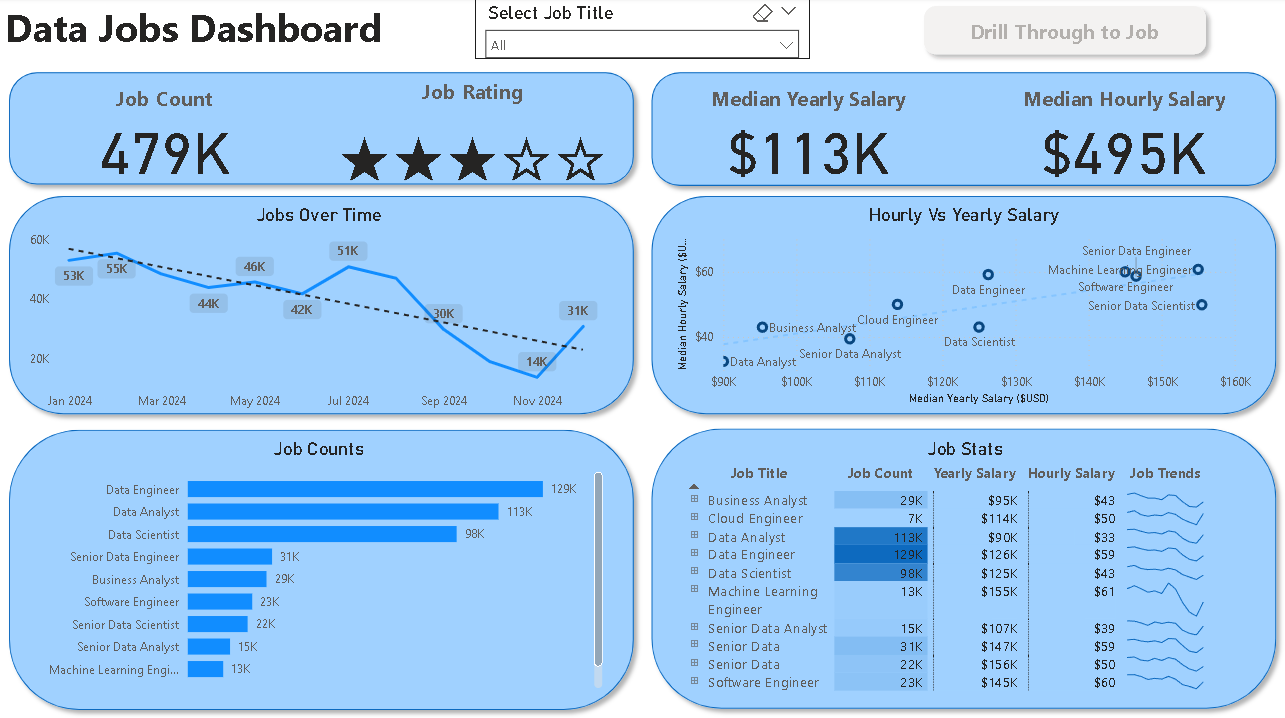 Data Jobs Dashboard
Select Job Title
All
Drill Through to Job
Job Count
Job Rating
479K
Median Yearly Salary
Median Hourly Salary
$113K
$495K
Jobs Over Time
60K
40K
20K
53K
55K
44K
46K
42K
51K
30K
14K
31K
Jan 2024
Mar 2024
May 2024
Jul 2024
Sep 2024
Nov 2024
Hourly Vs Yearly Salary
Median Hourly Salary ($U...
$60
$40
Senior Data Engineer
Machine Learning Engineer
Software Engineer
Senior Data Scientist
Data Engineer
Cloud Engineer
Business Analyst
Data Scientist
Senior Data Analyst
Data Analyst
$90K
$100K
$110K
$120K
$130K
$140K
$150K
$160K
Median Yearly Salary ($USD)
Job Counts
Data Engineer 129K
Data Analyst 113K
Data Scientist 98K
Senior Data Engineer 31K
Business Analyst 29K
Software Engineer 23K
Senior Data Scientist 22K
Senior Data Analyst 15K
Machine Learning Engi... 13K
Job Stats
Job Title Job Count Yearly Salary Hourly Salary Job Trends
Business Analyst 29K $95K $43
Cloud Engineer 7K $114K $50
Data Analyst 113K $90K $33
Data Engineer 129K $126K $59
Data Scientist 98K $125K $43
Machine Learning 13K $155K $61
Engineer
Senior Data Analyst 15K $107K $39
Senior Data 31K $147K $59
Senior Data 22K $156K $50
Software Engineer 23K $145K $60